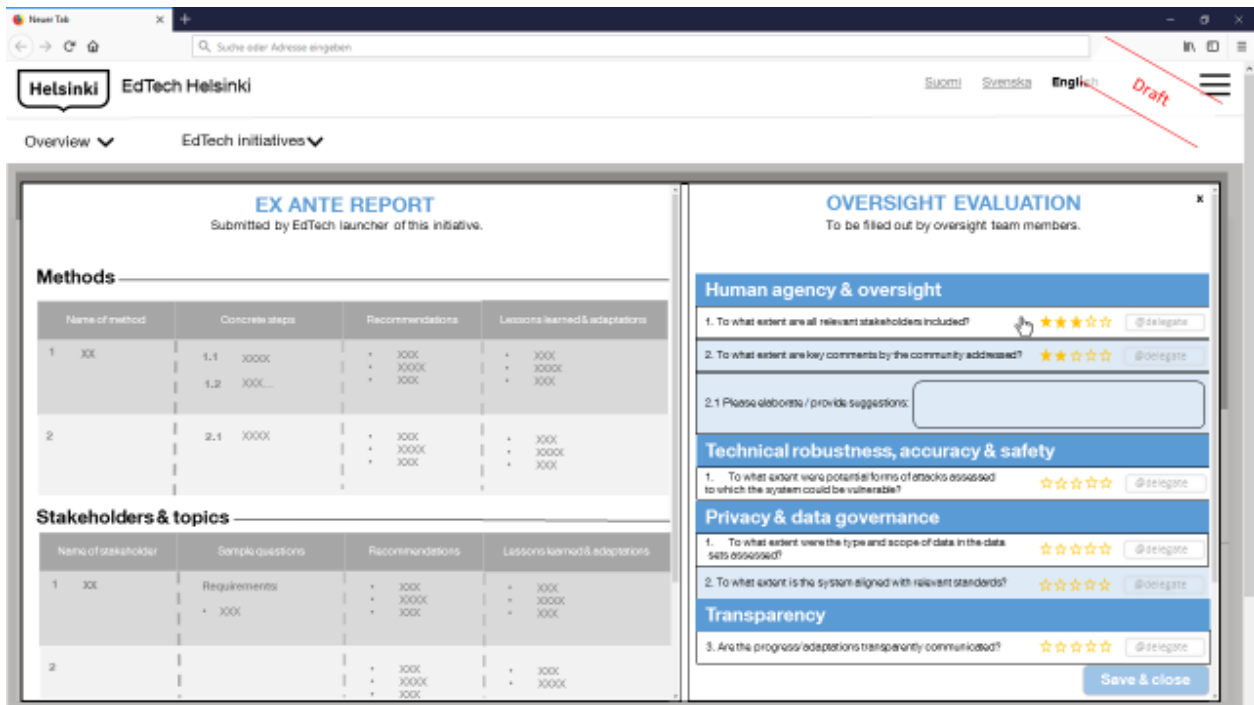 Neuer Tab
Suche oder Adresse eingeben
Helsinki
EdTech Helsinki
Suomi Svenska English
Draft
Overview
EdTech initiatives
EX ANTE REPORT
Submitted by EdTech launcher of this initiative.
Methods
Name of method Concrete steps Recommendations Lessons learned & adaptations
1 XX 1.1 XXXX • XXX • XXX
• XXXX • XXXX
1.2 XXX... • XXX • XXX
2 2.1 XXXX • XXX • XXX
• XXXX • XXXX
• XXX • XXX
Stakeholders & topics
Name of stakeholder Sample questions Recommendations Lessons learned & adaptations
1 XX Requirements: • XXX • XXX
• XXX • XXXX • XXXX
• XXX • XXX
2 • XXX • XXX
• XXXX • XXXX
• XXX
OVERSIGHT EVALUATION
x
To be filled out by oversight team members.
Human agency & oversight
1. To what extent are all relevant stakeholders included? @delegate
2. To what extent are key comments by the community addressed? @delegate
2.1 Please elaborate / provide suggestions:
Technical robustness, accuracy & safety
1. To what extent were potential forms of attacks assessed
to which the system could be vulnerable? @delegate
Privacy & data governance
1. To what extent were the type and scope of data in the data
sets assessed? @delegate
2. To what extent is the system aligned with relevant standards? @delegate
Transparency
3. Are the progress/adaptations transparently communicated? @delegate
Save & close